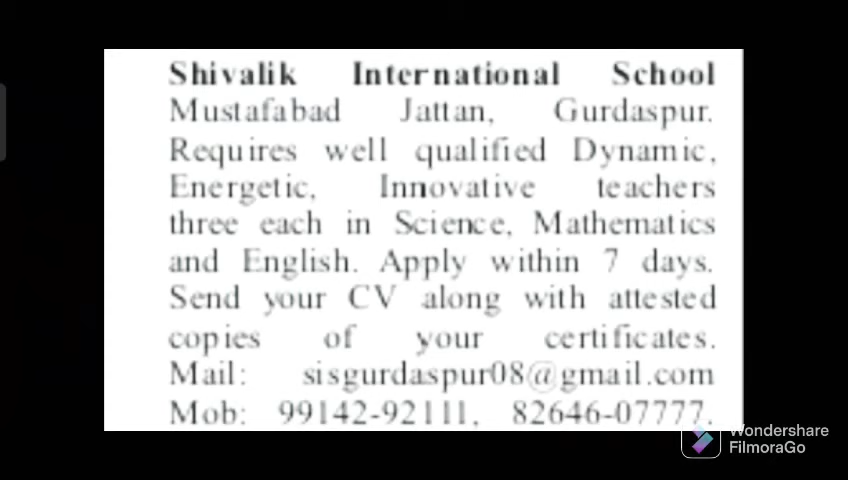 Shivalik International School
Mustafabad Jattan, Gurdaspur.
Requires well qualified Dynamic,
Energetic, Innovative teachers
three each in Science, Mathematics
and English. Apply within 7 days.
Send your CV along with attested
copies of your certificates.
Mail: sisgurdaspur08@gmail.com
Mob: 99142-92111, 82646-07777.
Wondershare
FilmoraGo